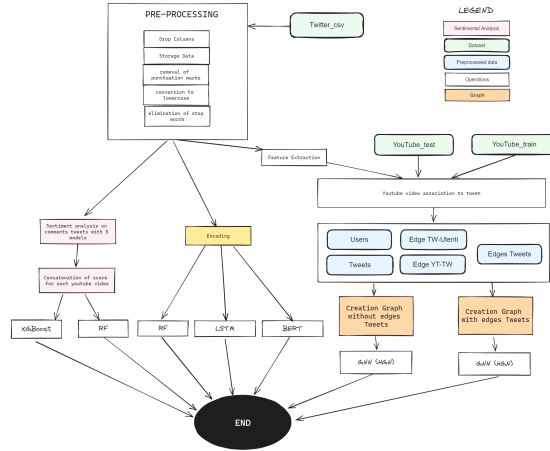 PRE-PROCESSING
Drop Columns
Storage Data
removal of
punctuation marks
conversion to
lowercase
elimination of stop
words
Twitter_csv
LEGEND
Sentimental Analysis
Dataset
Preprocessed data
Operations
Graph
Feature Extraction
YouTube_test
YouTube_train
Youtube video association to tweet
Sentiment analysis on
comments tweets with 5
models
Encoding
Users
Edge TW-Utenti
Edges Tweets
Tweets
Edge YT-TW
Concatenation of score
for each youtube video
Creation Graph
without edges
Tweets
Creation Graph
with edges Tweets
XGBoost
RF
RF
LSTM
BERT
GNN (HGN)
GNN (HGN)
END